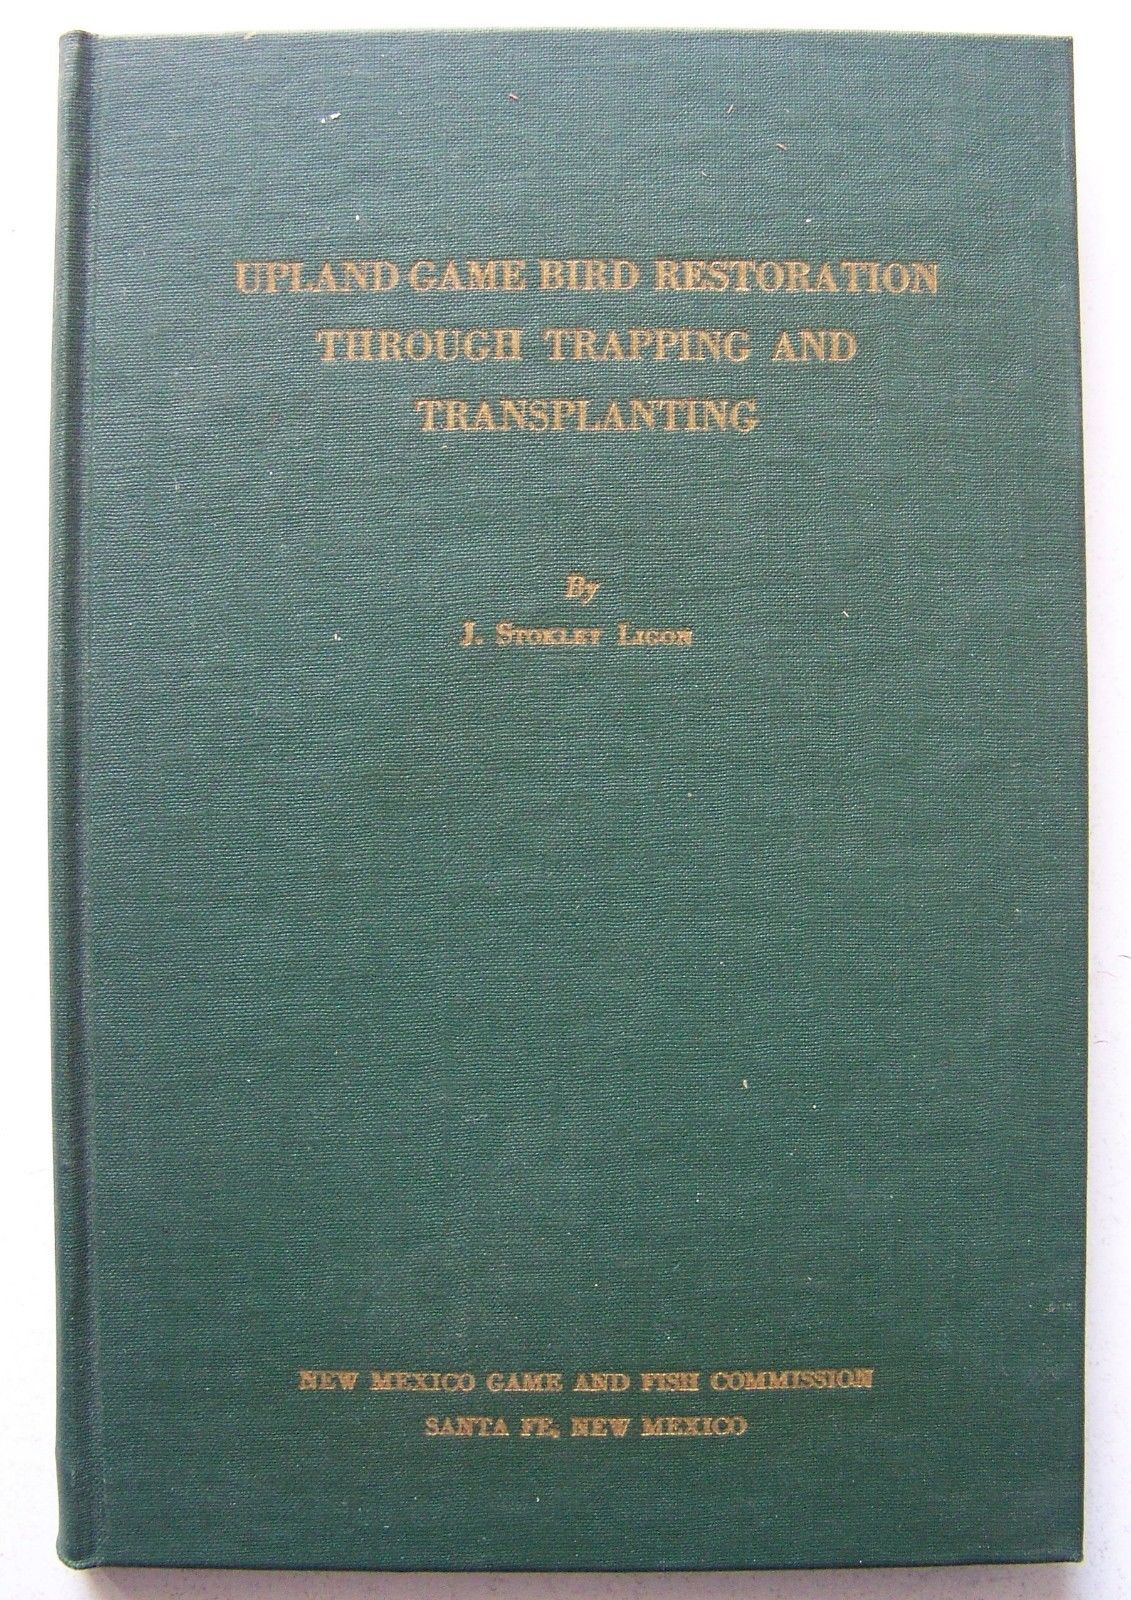 UPLAND GAME BIRD RESTORATION
THROUGH TRAPPING AND
TRANSPLANTING
By
J. STOKLEY LIGON
NEW MEXICO GAME AND FISH COMMISSION
SANTA FE, NEW MEXICO